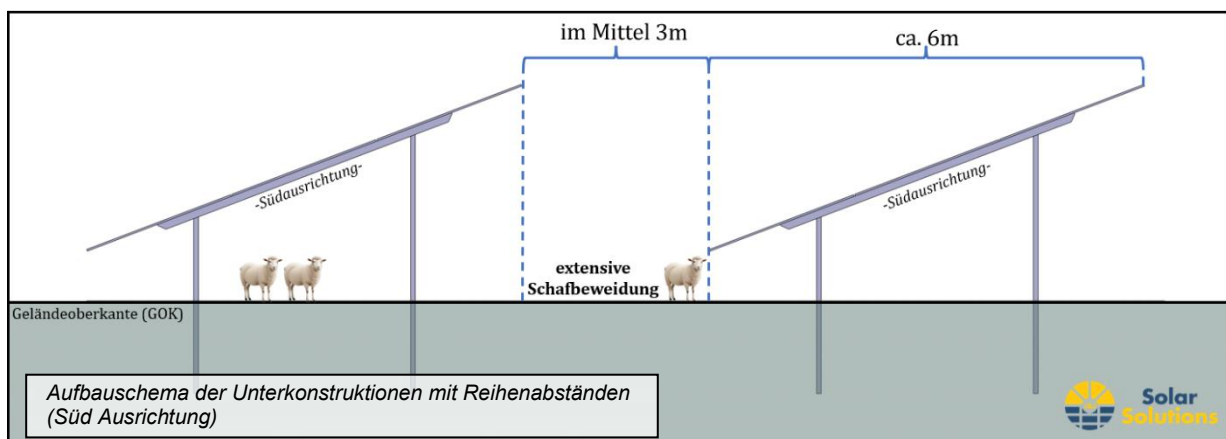 im Mittel 3m
ca. 6m
-Südausrichtung-
-Südausrichtung-
extensive
Schafbeweidung
Geländeoberkante (GOK)
Aufbauschema der Unterkonstruktionen mit Reihenabständen
(Süd Ausrichtung)
Solar
Solutions